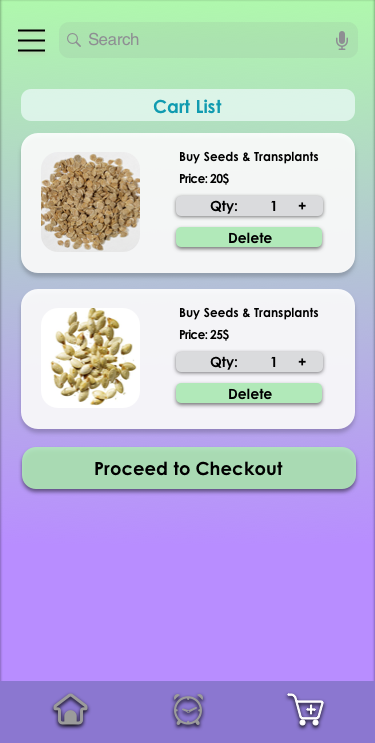 Search
Cart List
Buy Seeds & Transplants
Price: 20$
Qty: 1 +
Delete
Buy Seeds & Transplants
Price: 25$
Qty: 1 +
Delete
Proceed to Checkout